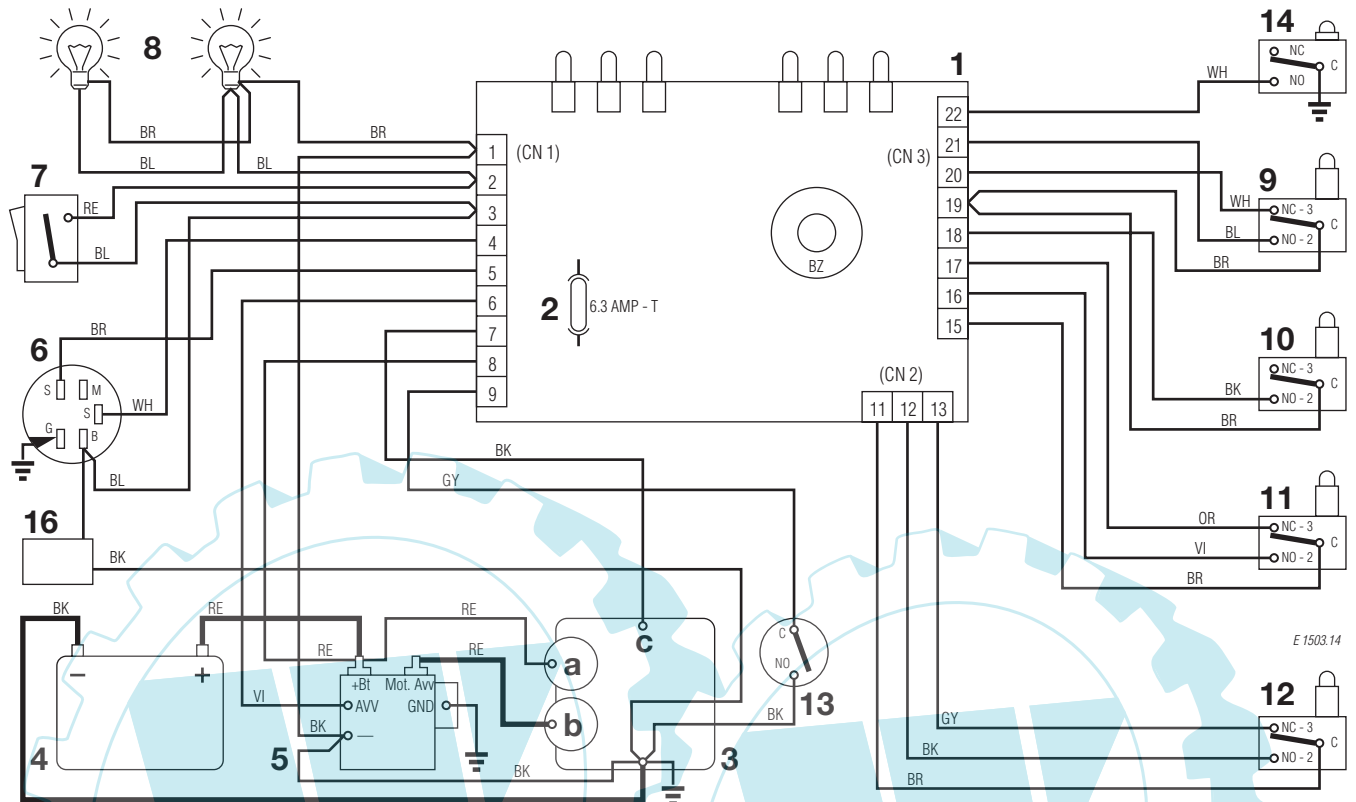 8
1
14
NC
C
NO
WH
22
BR
BR
1
(CN 1)
(CN 3)
21
BL
BL
2
20
7
9
RE
3
19
WH
NC - 3
C
BL
NO - 2
4
18
BL
BR
5
17
BZ
2
6.3 AMP - T
6
16
BR
7
15
6
10
8
NC - 3
C
S
M
(CN 2)
BK
NO - 2
9
S
WH
11
12
13
BR
G
B
BK
BL
GY
11
16
OR
NC - 3
C
VI
NO - 2
BK
BR
BK
RE
RE
c
C
E 1503.14
RE
RE
a
NO
–
+
+Bt
Mot. Avv
12
VI
AVV
GND
13
b
BK
GY
NC - 3
C
BK
—
4
5
3
BK
NO - 2
BK
BR